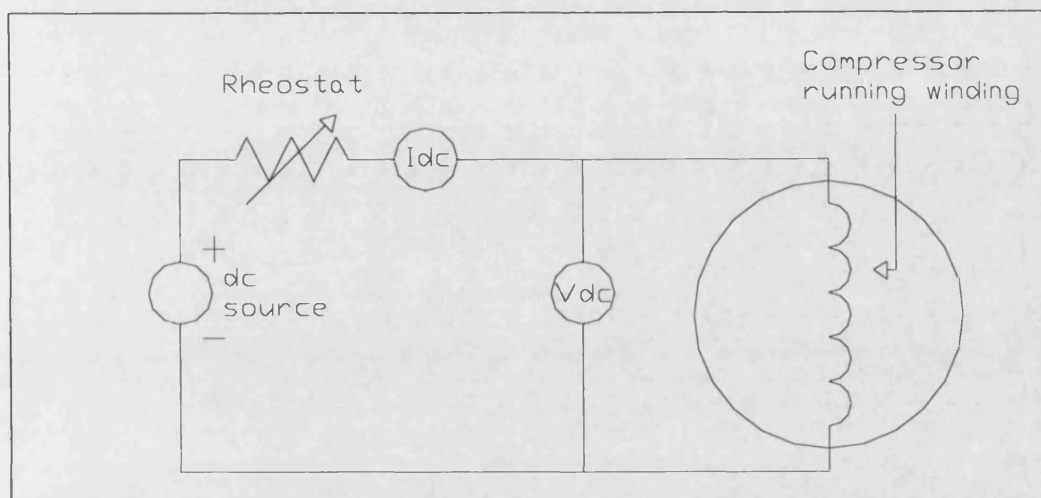 Compressor
running winding
Rheostat
Idc
+
dc
source
Vdc
−